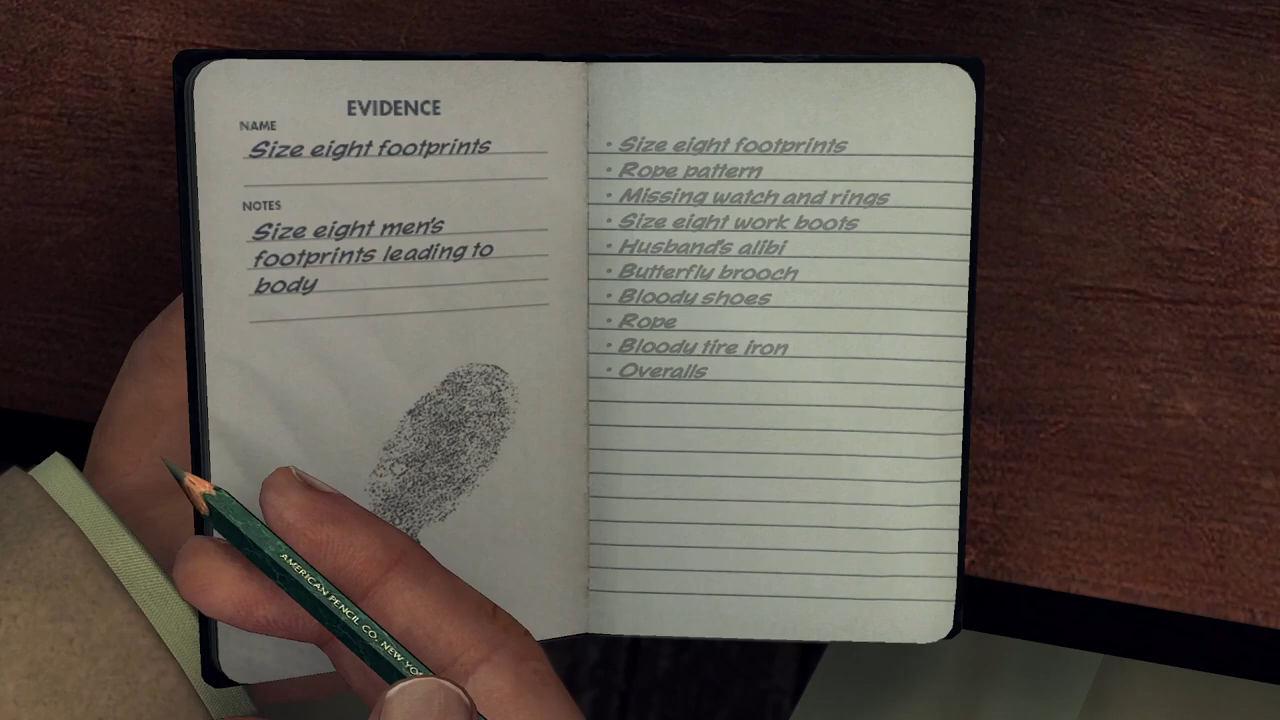 EVIDENCE
NAME
Size eight footprints
NOTES
Size eight men's
footprints leading to
body
• Size eight footprints
• Rope pattern
• Missing watch and rings
• Size eight work boots
• Husband's alibi
• Butterfly brooch
• Bloody shoes
• Rope
• Bloody tire iron
• Overalls
AMERICAN PENCIL CO. NEW YO